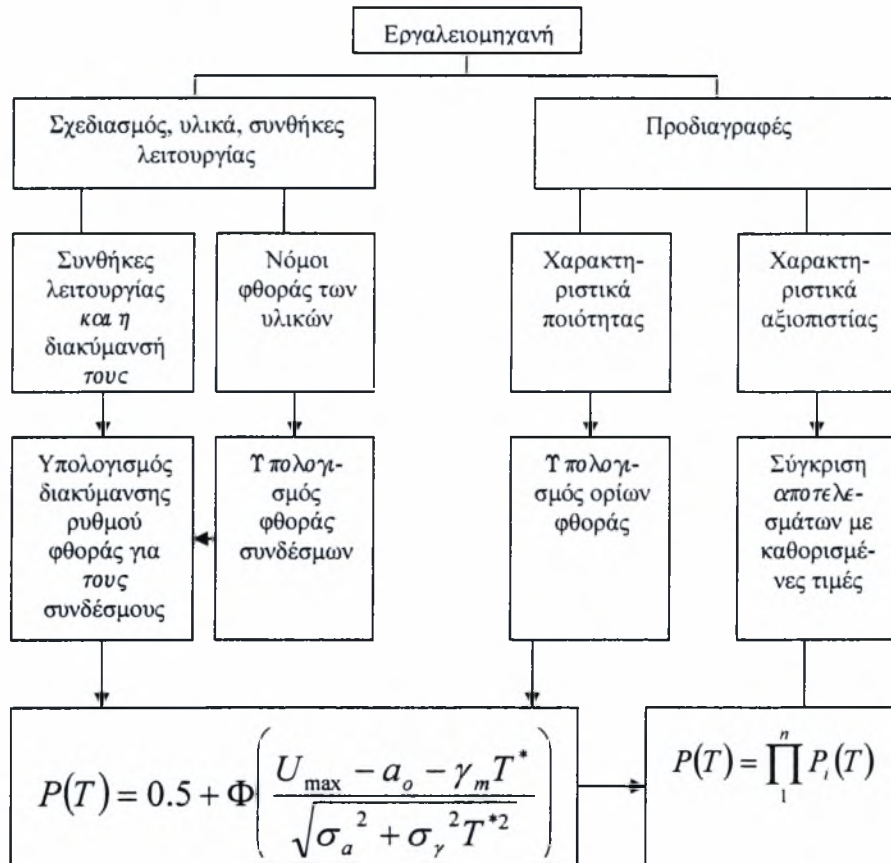 Εργαλειομηχανή
Σχεδιασμός, υλικά, συνθήκες
λειτουργίας
Προδιαγραφές
Συνθήκες
λειτουργίας
και η
διακύμανσή
τους
Νόμοι
φθοράς των
υλικών
Χαρακτη-
ριστικά
ποιότητας
Χαρακτη-
ριστικά
αξιοπιστίας
Υπολογισμός
διακύμανσης
ρυθμού
φθοράς για
τους
συνδέσμους
Υπολογι-
σμός
φθοράς
συνδέσμων
Υπολογι-
σμός ορίων
φθοράς
Σύγκριση
αποτελε-
σμάτων με
καθορισμέ-
νες τιμές
P(T) = 0.5 + Φ( (U_max − a_o − γ_m T*) / √(σ_a² + σ_γ² T*²) )
P(T) = ∏_1^n P_i(T)